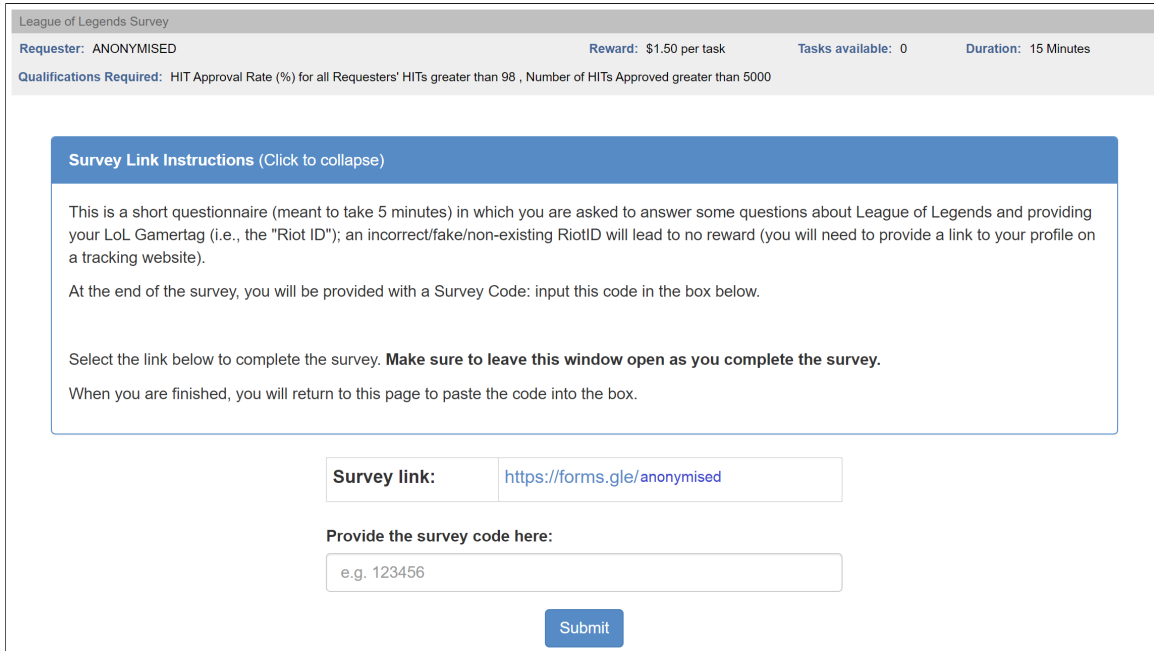 League of Legends Survey
Requester: ANONYMISED Reward: $1.50 per task Tasks available: 0 Duration: 15 Minutes
Qualifications Required: HIT Approval Rate (%) for all Requesters' HITs greater than 98 , Number of HITs Approved greater than 5000
Survey Link Instructions (Click to collapse)
This is a short questionnaire (meant to take 5 minutes) in which you are asked to answer some questions about League of Legends and providing
your LoL Gamertag (i.e., the "Riot ID"); an incorrect/fake/non-existing RiotID will lead to no reward (you will need to provide a link to your profile on
a tracking website).
At the end of the survey, you will be provided with a Survey Code: input this code in the box below.
Select the link below to complete the survey. Make sure to leave this window open as you complete the survey.
When you are finished, you will return to this page to paste the code into the box.
Survey link: https://forms.gle/anonymised
Provide the survey code here:
e.g. 123456
Submit